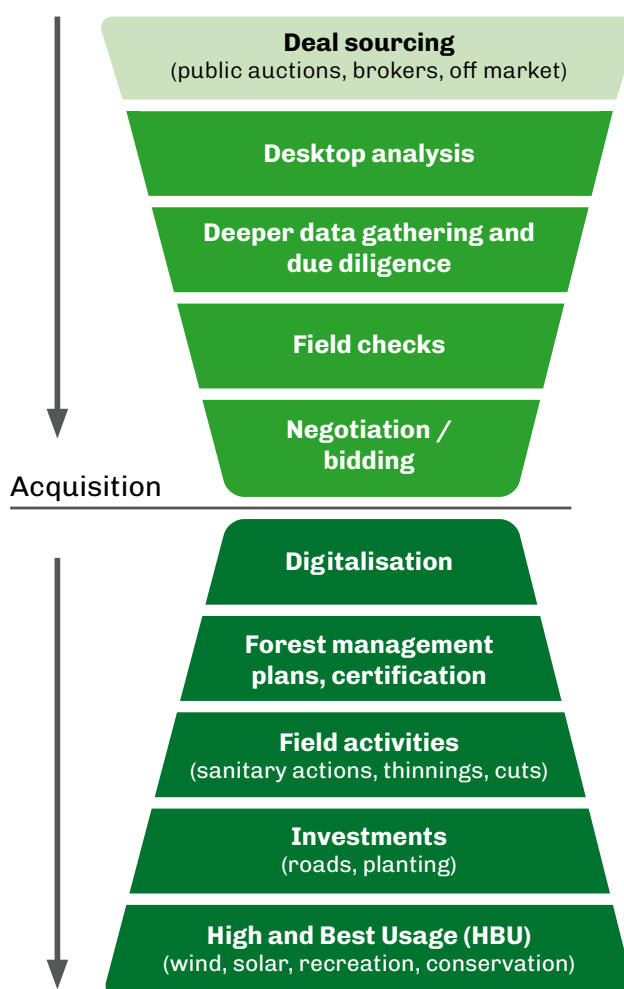 Deal sourcing
(public auctions, brokers, off market)
Desktop analysis
Deeper data gathering and
due diligence
Field checks
Negotiation /
bidding
Acquisition
Digitalisation
Forest management
plans, certification
Field activities
(sanitary actions, thinnings, cuts)
Investments
(roads, planting)
High and Best Usage (HBU)
(wind, solar, recreation, conservation)